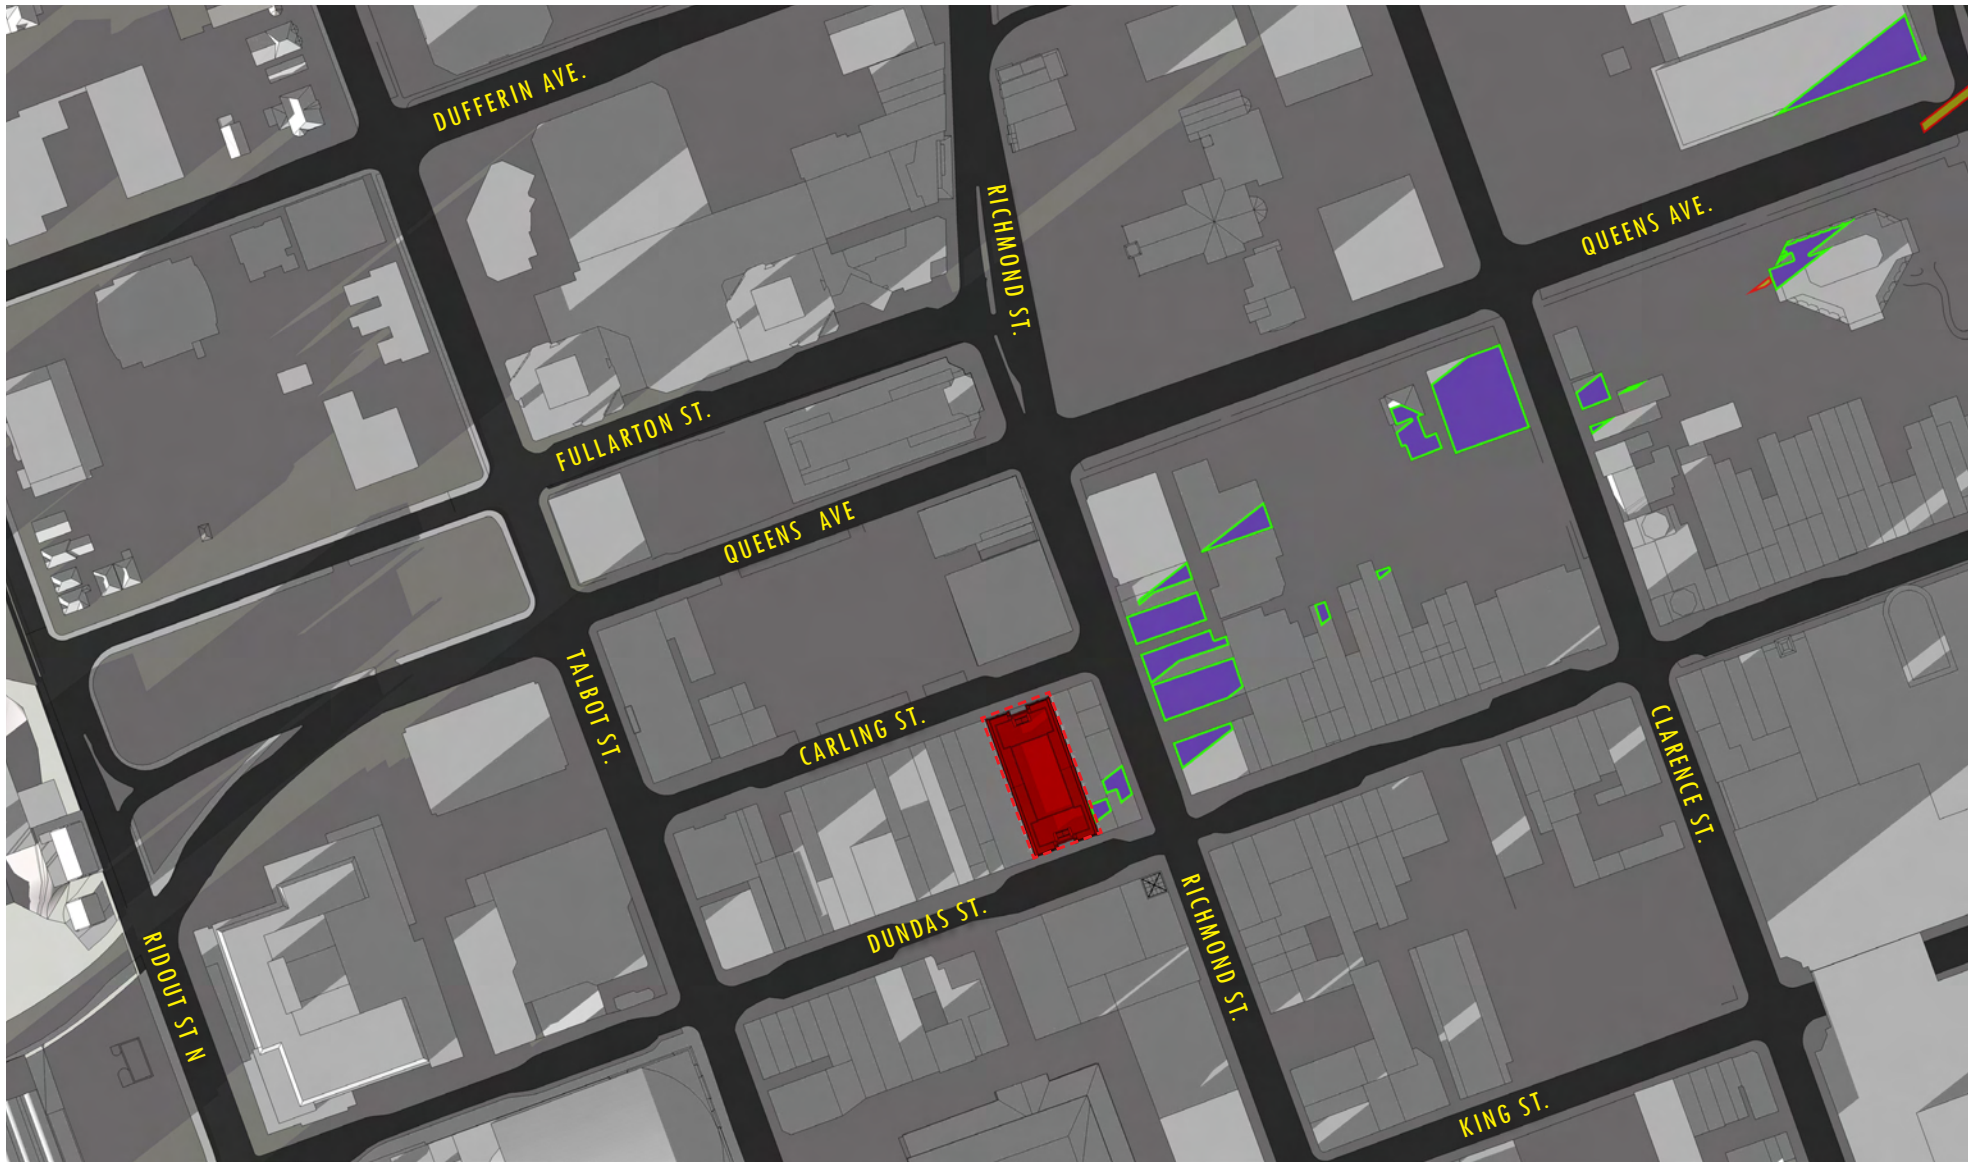 DUFFERIN AVE.
RICHMOND ST.
QUEENS AVE.
FULLARTON ST.
QUEENS AVE
TALBOT ST.
CARLING ST.
CLARENCE ST.
DUNDAS ST.
RICHMOND ST.
RIDOUT ST N
KING ST.